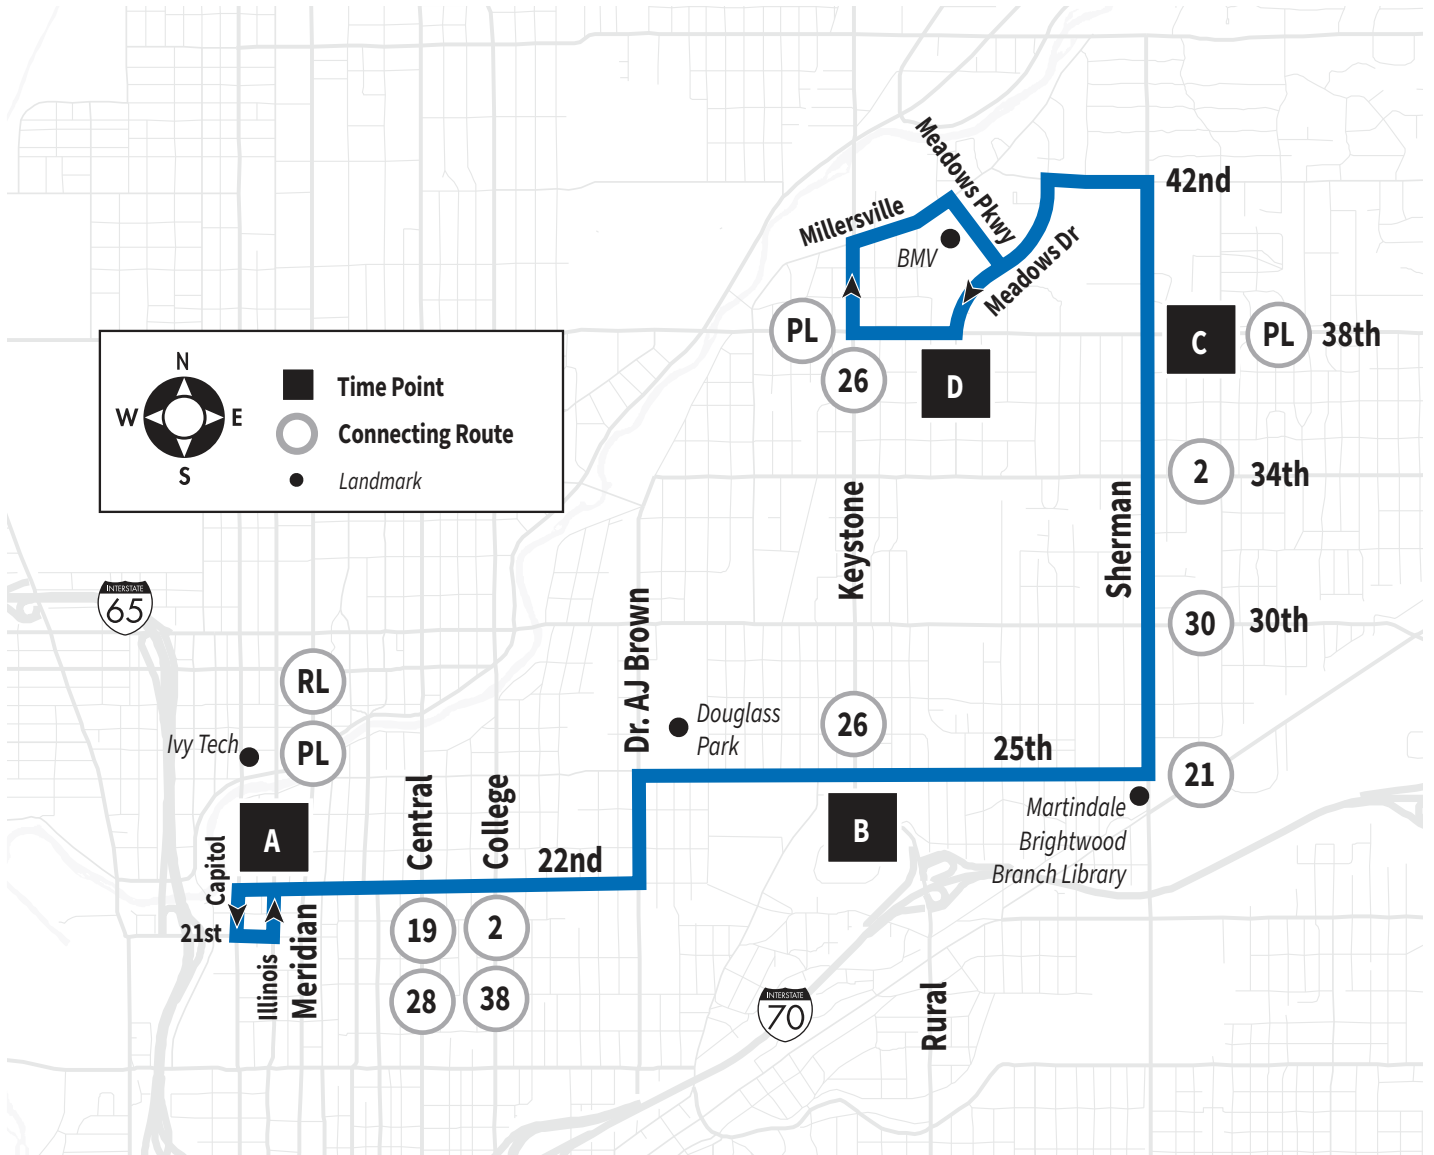 Meadows Pkwy
42nd
Millersville
BMV
Meadows Dr
PL
26
D
C
PL
38th
N
W
E
S
Time Point
Connecting Route
Landmark
2
34th
Keystone
Sherman
INTERSTATE
65
30
30th
Dr. AJ Brown
RL
PL
Ivy Tech
Douglass
Park
26
25th
21
Martindale
Brightwood
Branch Library
A
B
Capitol
Central
College
22nd
21st
Illinois
Meridian
19
2
28
38
INTERSTATE
70
Rural